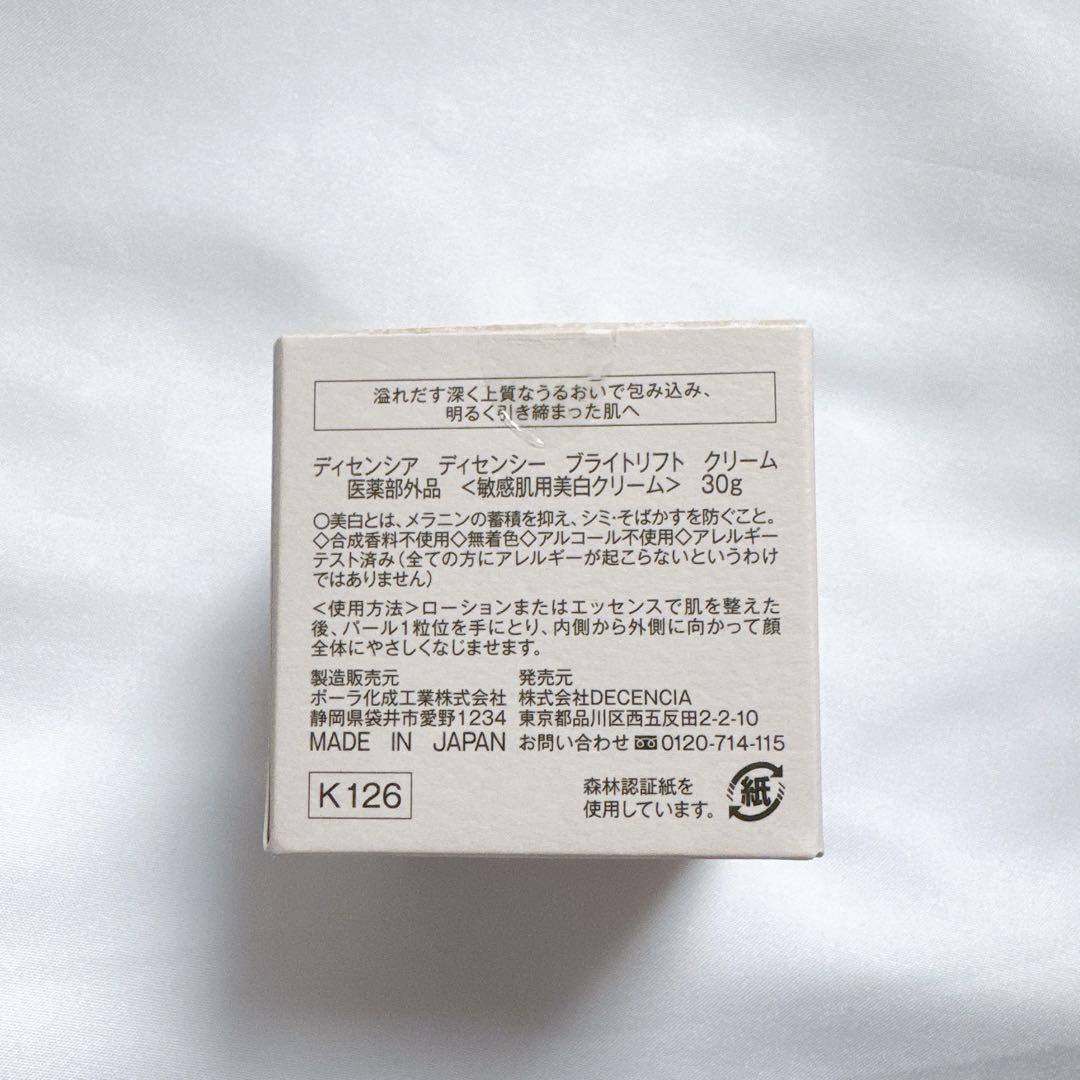 溢れだす深く上質なうるおいで包み込み、
明るく引き締まった肌へ
ディセンシア ディセンシー ブライトリフト クリーム
医薬部外品 <敏感肌用美白クリーム> 30g
○美白とは、メラニンの蓄積を抑え、シミ・そばかすを防ぐこと。
◇合成香料不使用◇無着色◇アルコール不使用◇アレルギー
テスト済み(全ての方にアレルギーが起こらないというわけ
ではありません)
<使用方法>ローションまたはエッセンスで肌を整えた
後、パール1粒位を手にとり、内側から外側に向かって顔
全体にやさしくなじませます。
製造販売元 発売元
ポーラ化成工業株式会社 株式会社DECENCIA
静岡県袋井市愛野1234 東京都品川区西五反田2-2-10
MADE IN JAPAN お問い合わせ 0120-714-115
K126
森林認証紙を
使用しています。
紙